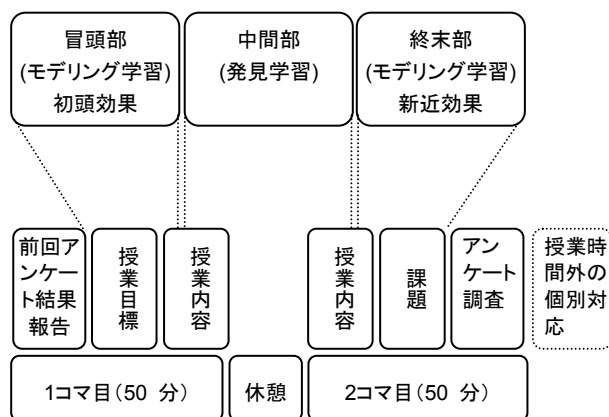 冒頭部
(モデリング学習)
初頭効果
中間部
(発見学習)
終末部
(モデリング学習)
新近効果
前回ア
ンケー
ト結果
報告
授業目標
授業内容
授業内容
課題
アン
ケート
調査
授業時
間外の
個別対
応
1コマ目(50 分)
休憩
2コマ目(50 分)